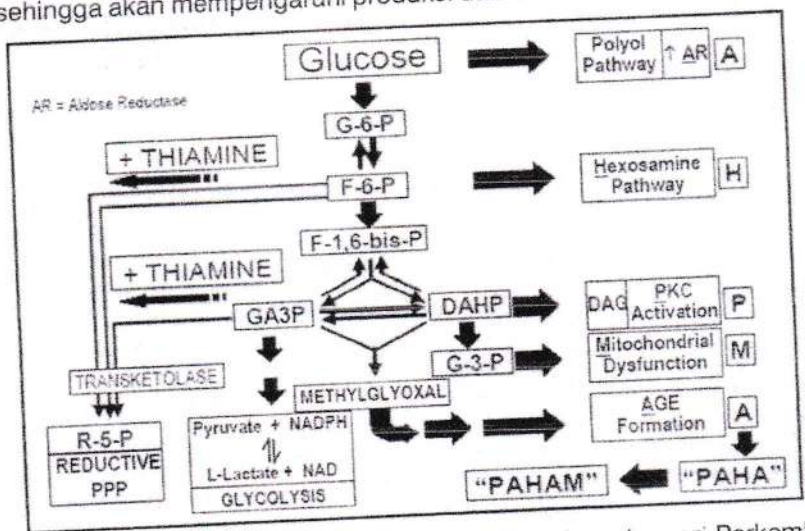 sehingga akan mempengaruhi produksi
Glucose
Polyol
Pathway
↑ AR
A
AR = Aldose Reductase
G-6-P
+ THIAMINE
F-6-P
Hexosamine
Pathway
H
F-1,6-bis-P
+ THIAMINE
GA3P
DAHP
DAG
PKC
Activation
P
G-3-P
Mitochondrial
Dysfunction
M
TRANSKETOLASE
METHYLGLYOXAL
AGE
Formation
A
R-5-P
REDUCTIVE
PPP
Pyruvate + NADPH
L-Lactate + NAD
GLYCOLYSIS
"PAHAM"
"PAHA"